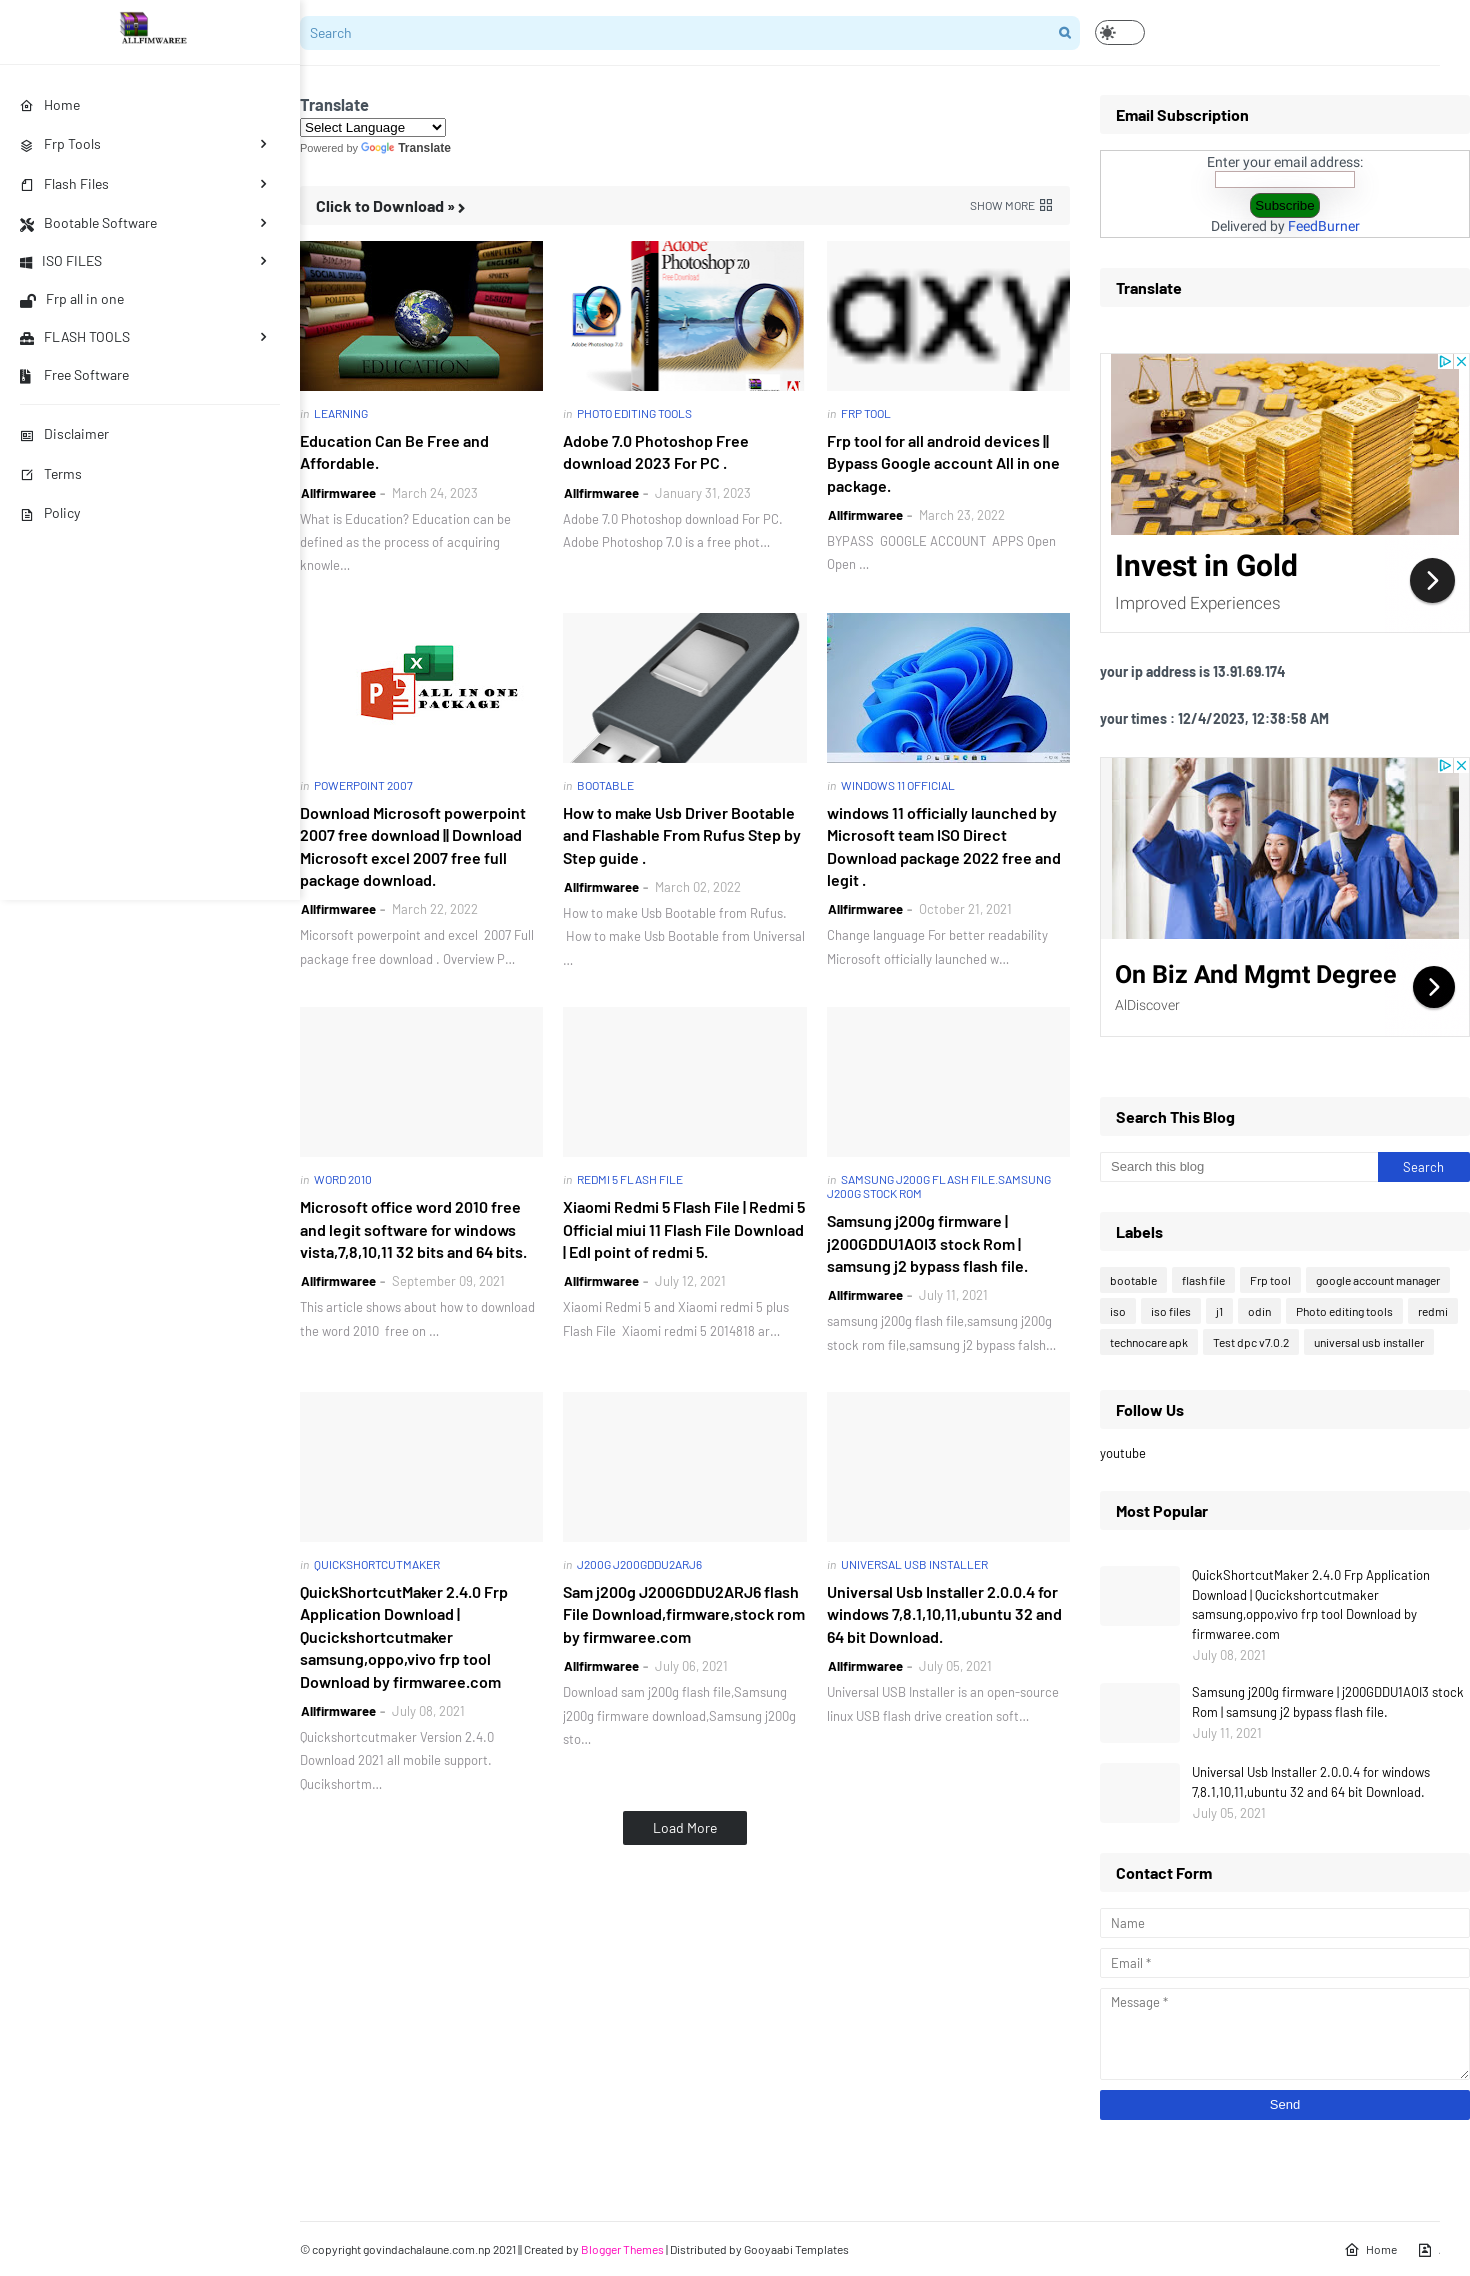 ALLFIMWAREE
Home
Frp Tools
Flash Files
Bootable Software
ISO FILES
Frp all in one
FLASH TOOLS
Free Software
Disclaimer
Terms
Policy
Search
Translate
Select Language
Powered by Google Translate
Click to Download »
SHOW MORE
COMPUTERS
ENGLISH
SOCIAL STUDIES
SPORTS
POLITICS
DESIGN
EDUCATION
Adobe
Photoshop 7.0
Free Download
Adobe Photoshop 7.0
axy
in LEARNING
Education Can Be Free and
Affordable.
Allfirmwaree - March 24, 2023
What is Education? Education can be
defined as the process of acquiring
knowle...
in PHOTO EDITING TOOLS
Adobe 7.0 Photoshop Free
download 2023 For PC .
Allfirmwaree - January 31, 2023
Adobe 7.0 Photoshop download For PC.
Adobe Photoshop 7.0 is a free phot...
in FRP TOOL
Frp tool for all android devices ||
Bypass Google account All in one
package.
Allfirmwaree - March 23, 2022
BYPASS GOOGLE ACCOUNT APPS Open
Open ...
ALL IN ONE
PACKAGE
in POWERPOINT 2007
Download Microsoft powerpoint
2007 free download || Download
Microsoft excel 2007 free full
package download.
Allfirmwaree - March 22, 2022
Micorsoft powerpoint and excel 2007 Full
package free download . Overview P...
in BOOTABLE
How to make Usb Driver Bootable
and Flashable From Rufus Step by
Step guide .
Allfirmwaree - March 02, 2022
How to make Usb Bootable from Rufus.
How to make Usb Bootable from Universal
...
in WINDOWS 11 OFFICIAL
windows 11 officially launched by
Microsoft team ISO Direct
Download package 2022 free and
legit .
Allfirmwaree - October 21, 2021
Change language For better readability
Microsoft officially launched w...
in WORD 2010
Microsoft office word 2010 free
and legit software for windows
vista,7,8,10,11 32 bits and 64 bits.
Allfirmwaree - September 09, 2021
This article shows about how to download
the word 2010 free on ...
in REDMI 5 FLASH FILE
Xiaomi Redmi 5 Flash File | Redmi 5
Official miui 11 Flash File Download
| Edl point of redmi 5.
Allfirmwaree - July 12, 2021
Xiaomi Redmi 5 and Xiaomi redmi 5 plus
Flash File Xiaomi redmi 5 2014818 ar...
in SAMSUNG J200G FLASH FILE.SAMSUNG
J200G STOCK ROM
Samsung j200g firmware |
j200GDDU1AOI3 stock Rom |
samsung j2 bypass flash file.
Allfirmwaree - July 11, 2021
samsung j200g flash file,samsung j200g
stock rom file,samsung j2 bypass falsh...
in QUICKSHORTCUTMAKER
QuickShortcutMaker 2.4.0 Frp
Application Download |
Qucickshortcutmaker
samsung,oppo,vivo frp tool
Download by firmwaree.com
Allfirmwaree - July 08, 2021
Quickshortcutmaker Version 2.4.0
Download 2021 all mobile support.
Qucikshortm...
in J200G J200GDDU2ARJ6
Sam j200g J200GDDU2ARJ6 flash
File Download,firmware,stock rom
by firmwaree.com
Allfirmwaree - July 06, 2021
Download sam j200g flash file,Samsung
j200g firmware download,Samsung j200g
sto...
in UNIVERSAL USB INSTALLER
Universal Usb Installer 2.0.0.4 for
windows 7,8.1,10,11,ubuntu 32 and
64 bit Download.
Allfirmwaree - July 05, 2021
Universal USB Installer is an open-source
linux USB flash drive creation soft...
Load More
Email Subscription
Enter your email address:
Subscribe
Delivered by FeedBurner
Translate
Invest in Gold
Improved Experiences
your ip address is 13.91.69.174
your times : 12/4/2023, 12:38:58 AM
On Biz And Mgmt Degree
AIDiscover
Search This Blog
Search this blog
Search
Labels
bootable flash file Frp tool google account manager
iso iso files j1 odin Photo editing tools redmi
technocare apk Test dpc v7.0.2 universal usb installer
Follow Us
youtube
Most Popular
QuickShortcutMaker 2.4.0 Frp Application
Download | Qucickshortcutmaker
samsung,oppo,vivo frp tool Download by
firmwaree.com
July 08, 2021
Samsung j200g firmware | j200GDDU1AOI3 stock
Rom | samsung j2 bypass flash file.
July 11, 2021
Universal Usb Installer 2.0.0.4 for windows
7,8.1,10,11,ubuntu 32 and 64 bit Download.
July 05, 2021
Contact Form
Name
Email *
Message *
Send
© copyright govindachalaune.com.np 2021 || Created by Blogger Themes | Distributed by Gooyaabi Templates
Home
.